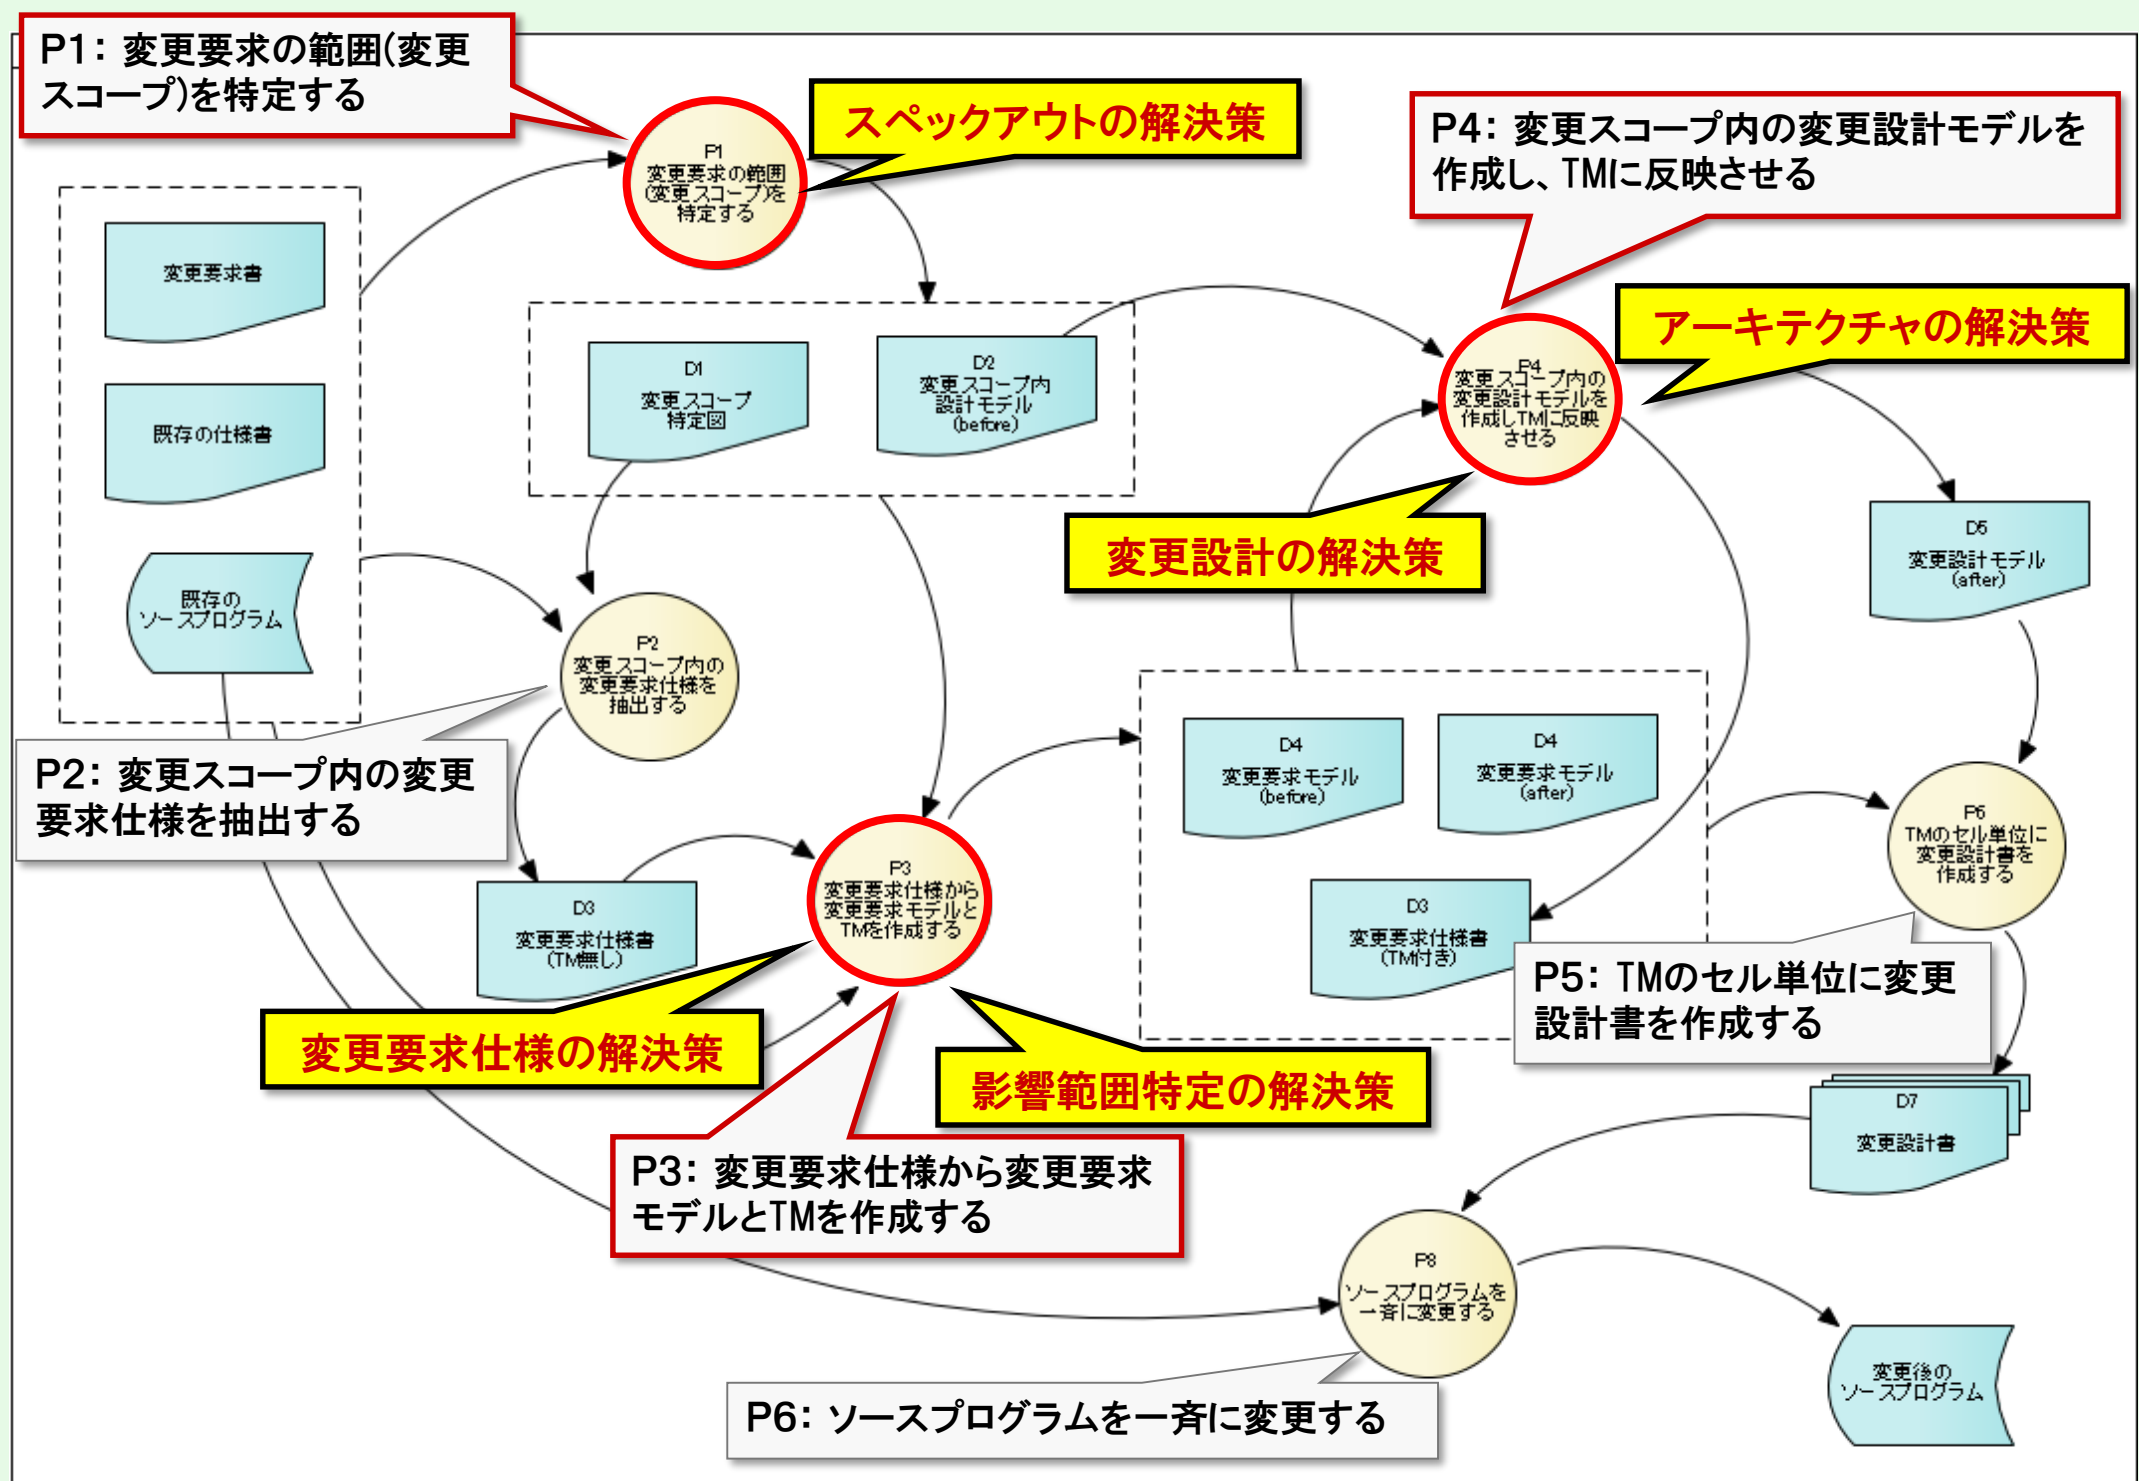 P1：変更要求の範囲(変更
スコープ)を特定する
P1
変更要求の範囲
(変更スコープ)を
特定する
スペックアウトの解決策
P4：変更スコープ内の変更設計モデルを
作成し、TMに反映させる
変更要求書
既存の仕様書
既存の
ソースプログラム
D1
変更スコープ
特定図
D2
変更スコープ内
設計モデル
(before)
P4
変更スコープ内の
変更設計モデルを
作成しTMに反映
させる
アーキテクチャの解決策
変更設計の解決策
D5
変更設計モデル
(after)
P2
変更スコープ内の
変更要求仕様を
抽出する
P2：変更スコープ内の変更
要求仕様を抽出する
D4
変更要求モデル
(before)
D4
変更要求モデル
(after)
P6
TMのセル単位に
変更設計書を
作成する
D3
変更要求仕様書
(TM無し)
P3
変更要求仕様から
変更要求モデルと
TMを作成する
D3
変更要求仕様書
(TM付き)
P5：TMのセル単位に変更
設計書を作成する
変更要求仕様の解決策
影響範囲特定の解決策
D7
変更設計書
P3：変更要求仕様から変更要求
モデルとTMを作成する
P8
ソースプログラムを
一斉に変更する
P6：ソースプログラムを一斉に変更する
変更後の
ソースプログラム